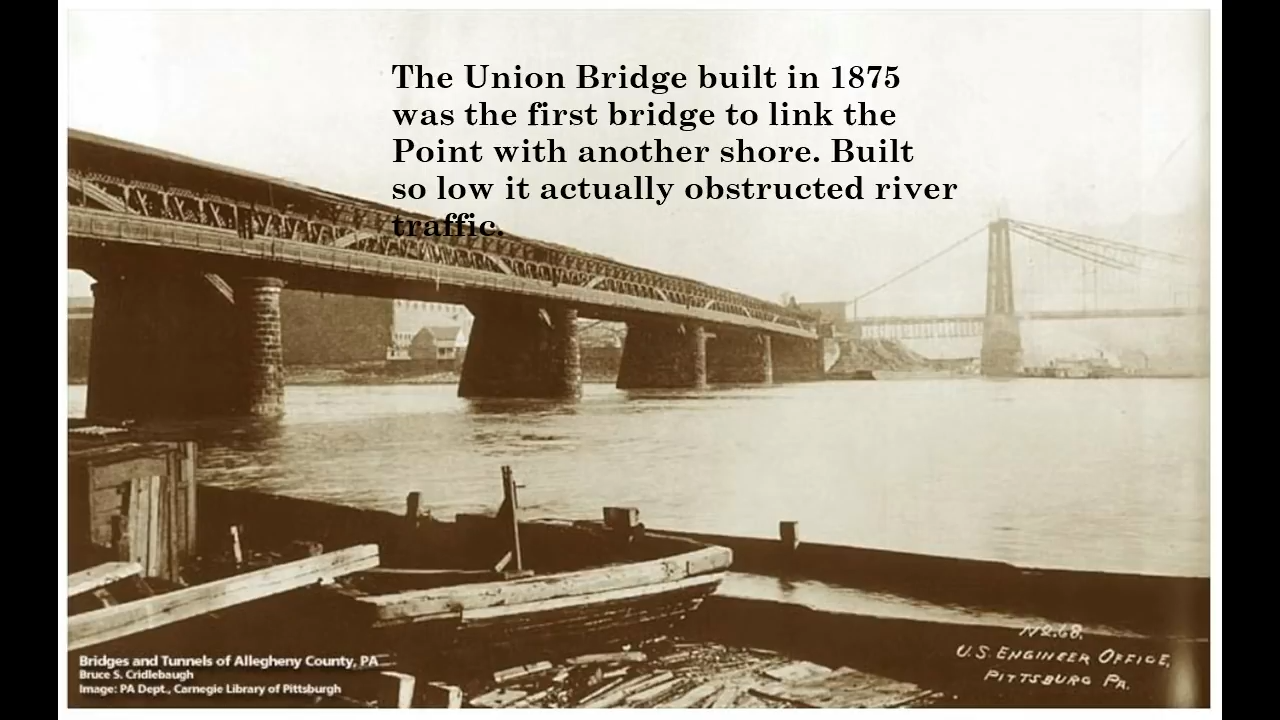 The Union Bridge built in 1875
was the first bridge to link the
Point with another shore. Built
so low it actually obstructed river
traffic.
No.68.
U.S. ENGINEER OFFICE,
PITTSBURG PA.
Bridges and Tunnels of Allegheny County, PA
Bruce S. Cridlebaugh
Image: PA Dept., Carnegie Library of Pittsburgh